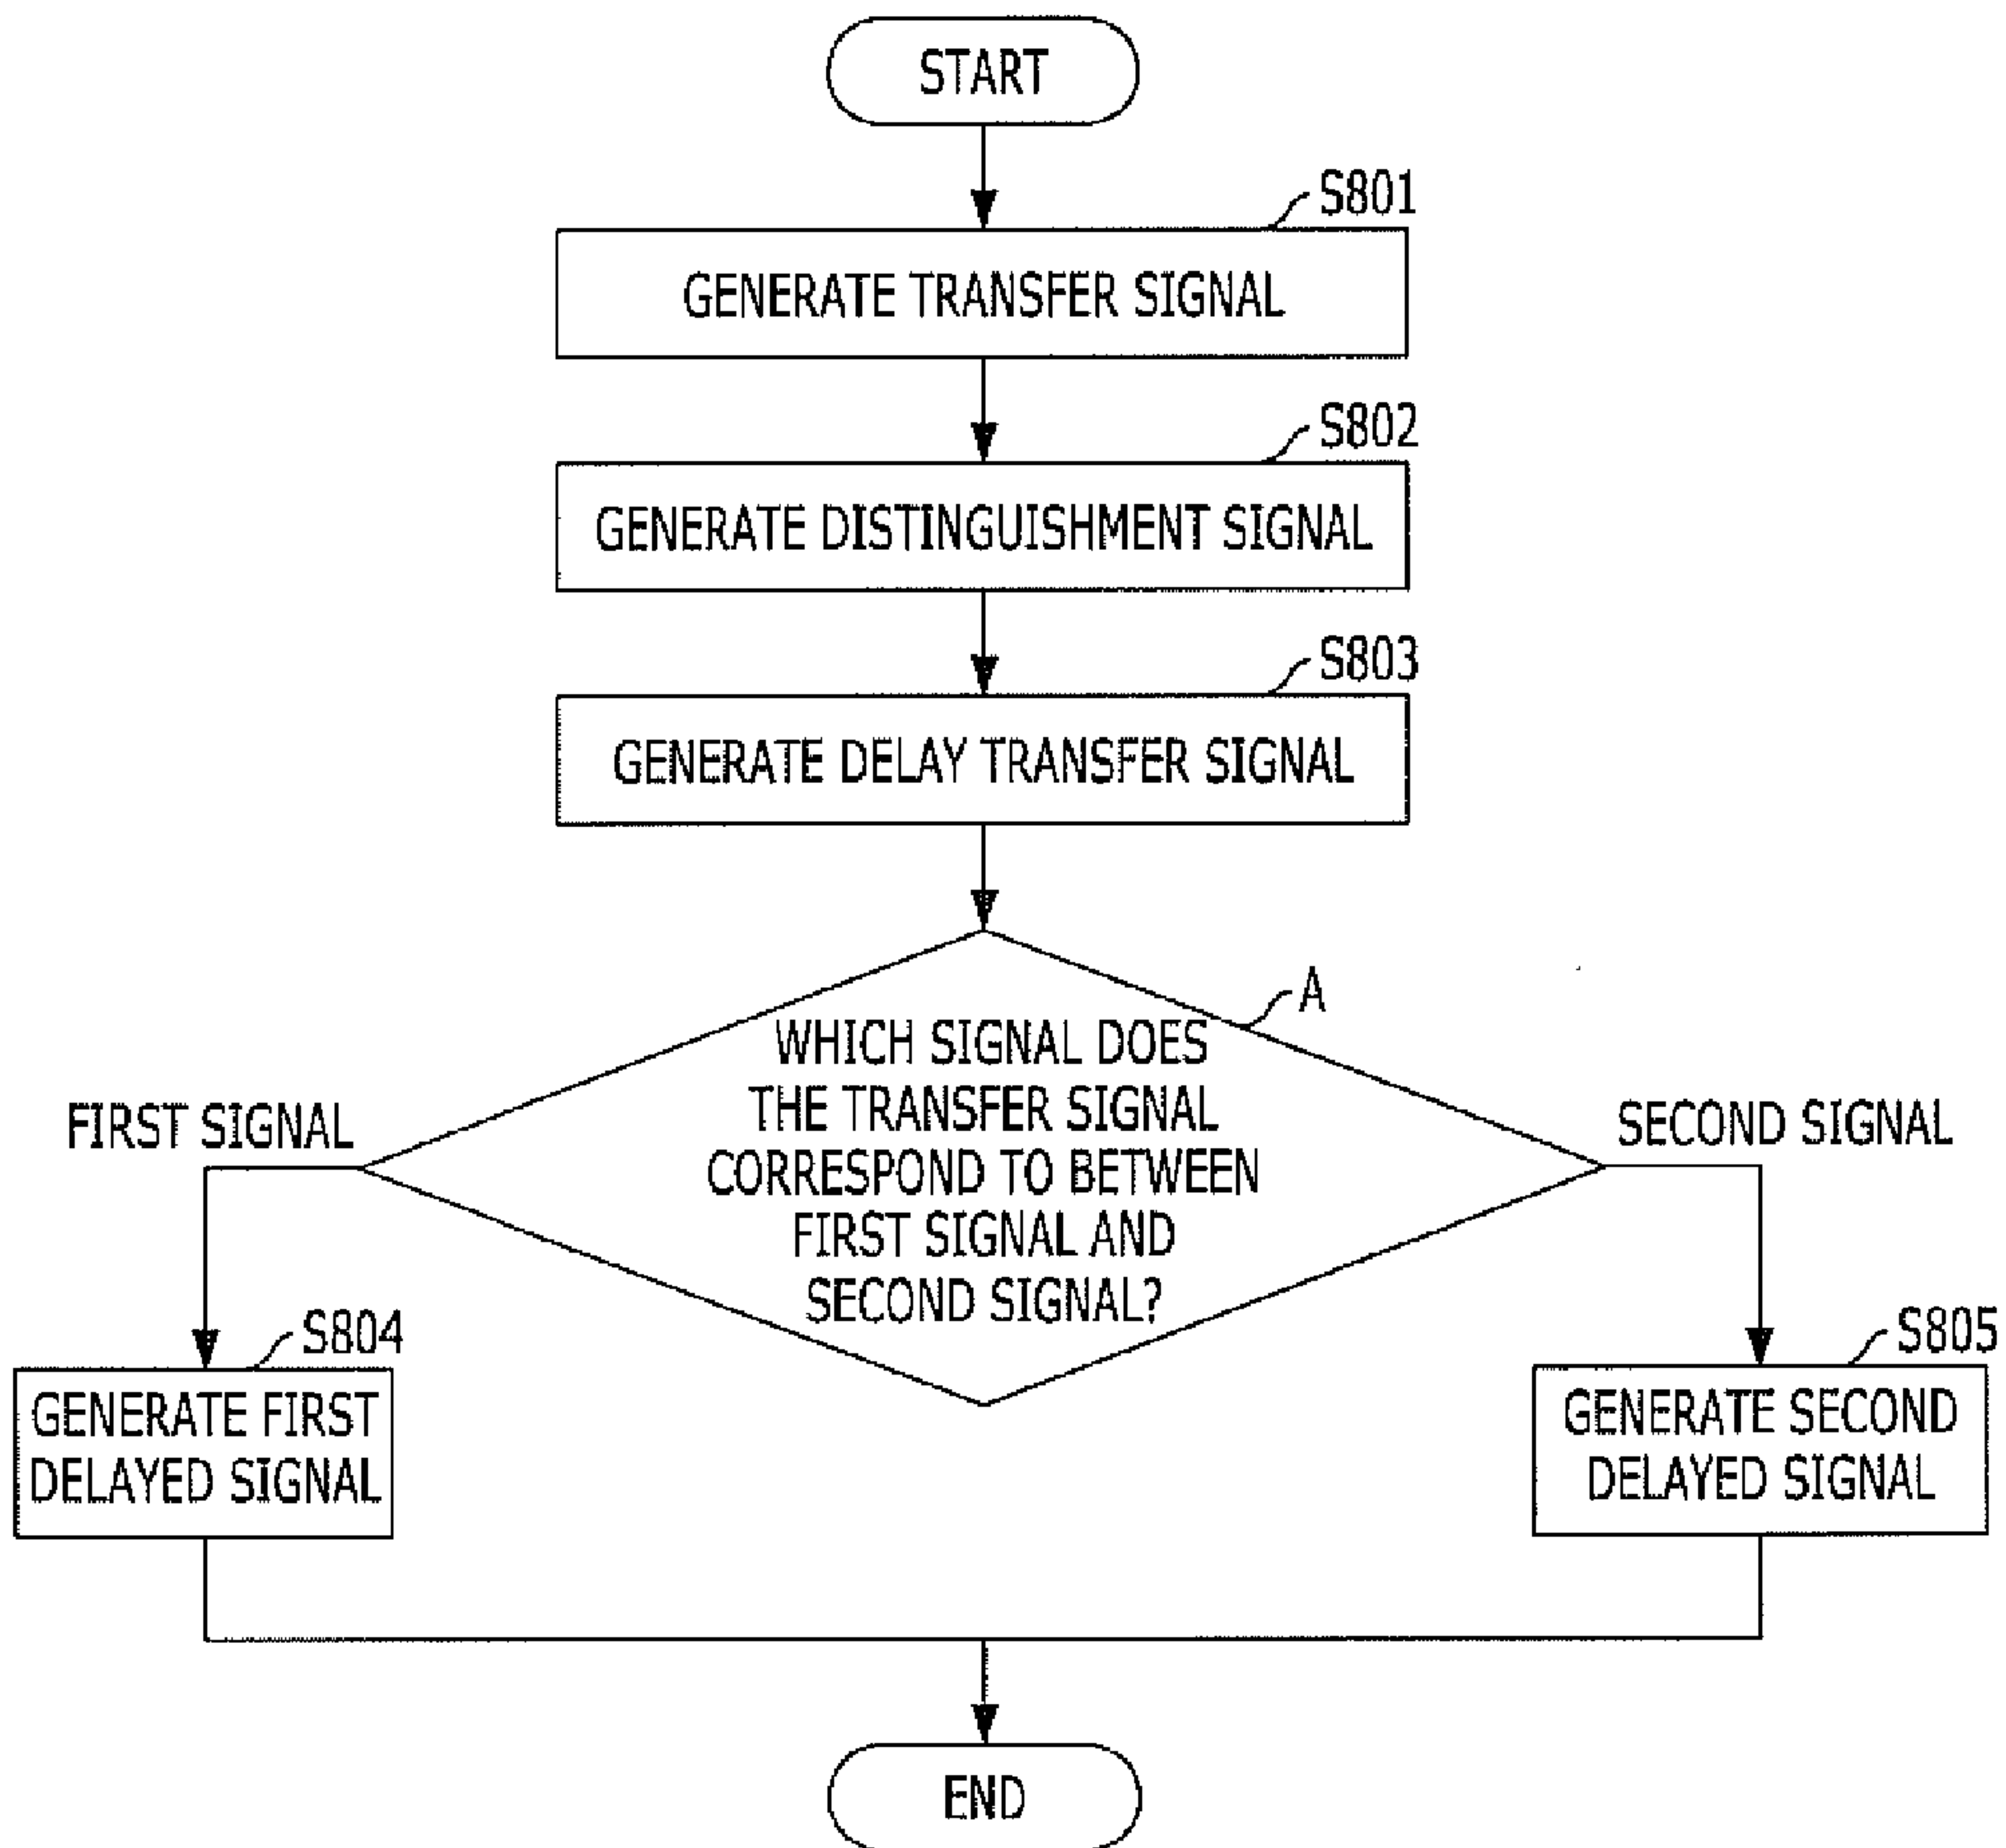 START
S801
GENERATE TRANSFER SIGNAL
S802
GENERATE DISTINGUISHMENT SIGNAL
S803
GENERATE DELAY TRANSFER SIGNAL
A
WHICH SIGNAL DOES
THE TRANSFER SIGNAL
CORRESPOND TO BETWEEN
FIRST SIGNAL AND
SECOND SIGNAL?
FIRST SIGNAL
SECOND SIGNAL
S804
GENERATE FIRST
DELAYED SIGNAL
S805
GENERATE SECOND
DELAYED SIGNAL
END